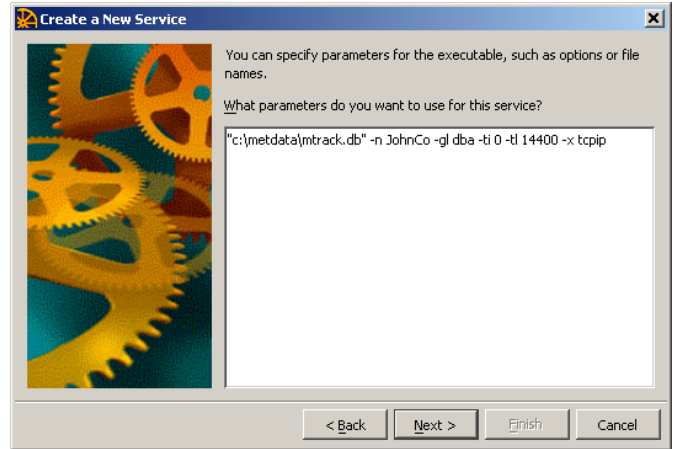 Create a New Service
You can specify parameters for the executable, such as options or file
names.
What parameters do you want to use for this service?
"c:\metdata\mtrack.db" -n JohnCo -gl dba -ti 0 -tl 14400 -x tcpip
< Back
Next >
Finish
Cancel